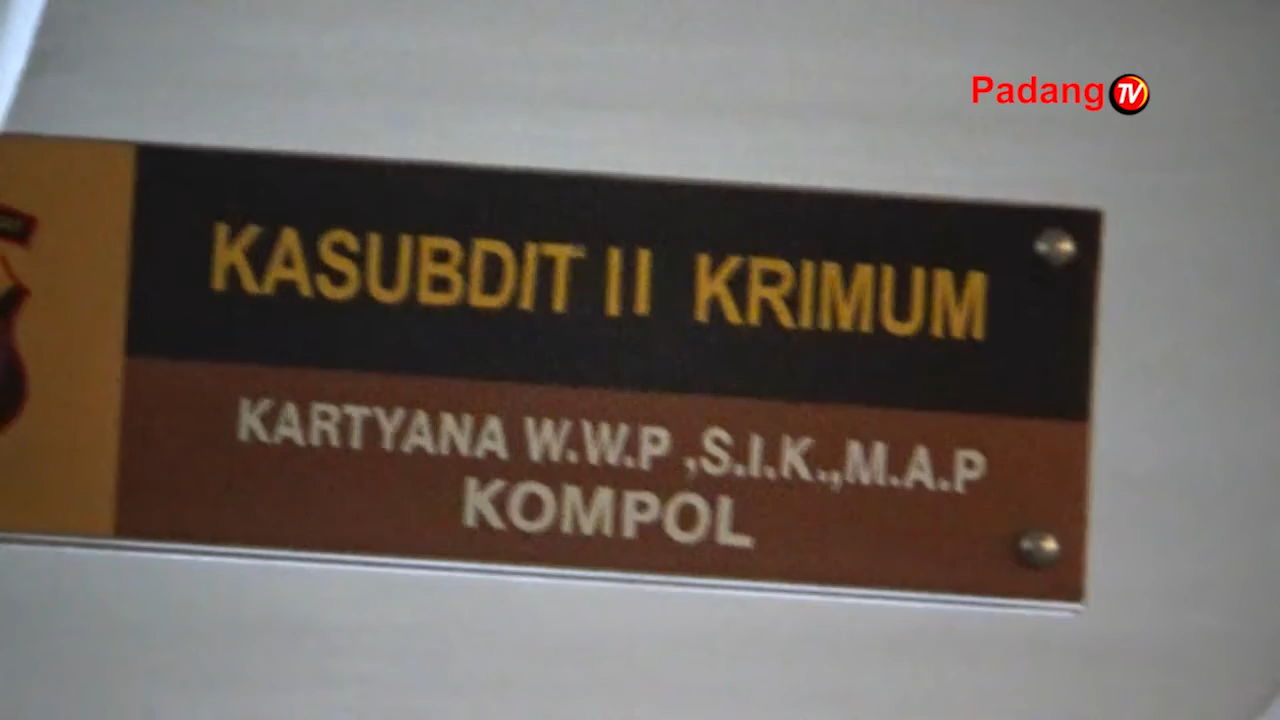 Padang TV
KASUBDIT II KRIMUM
KARTYANA W.W.P ,S.I.K.,M.A.P
KOMPOL